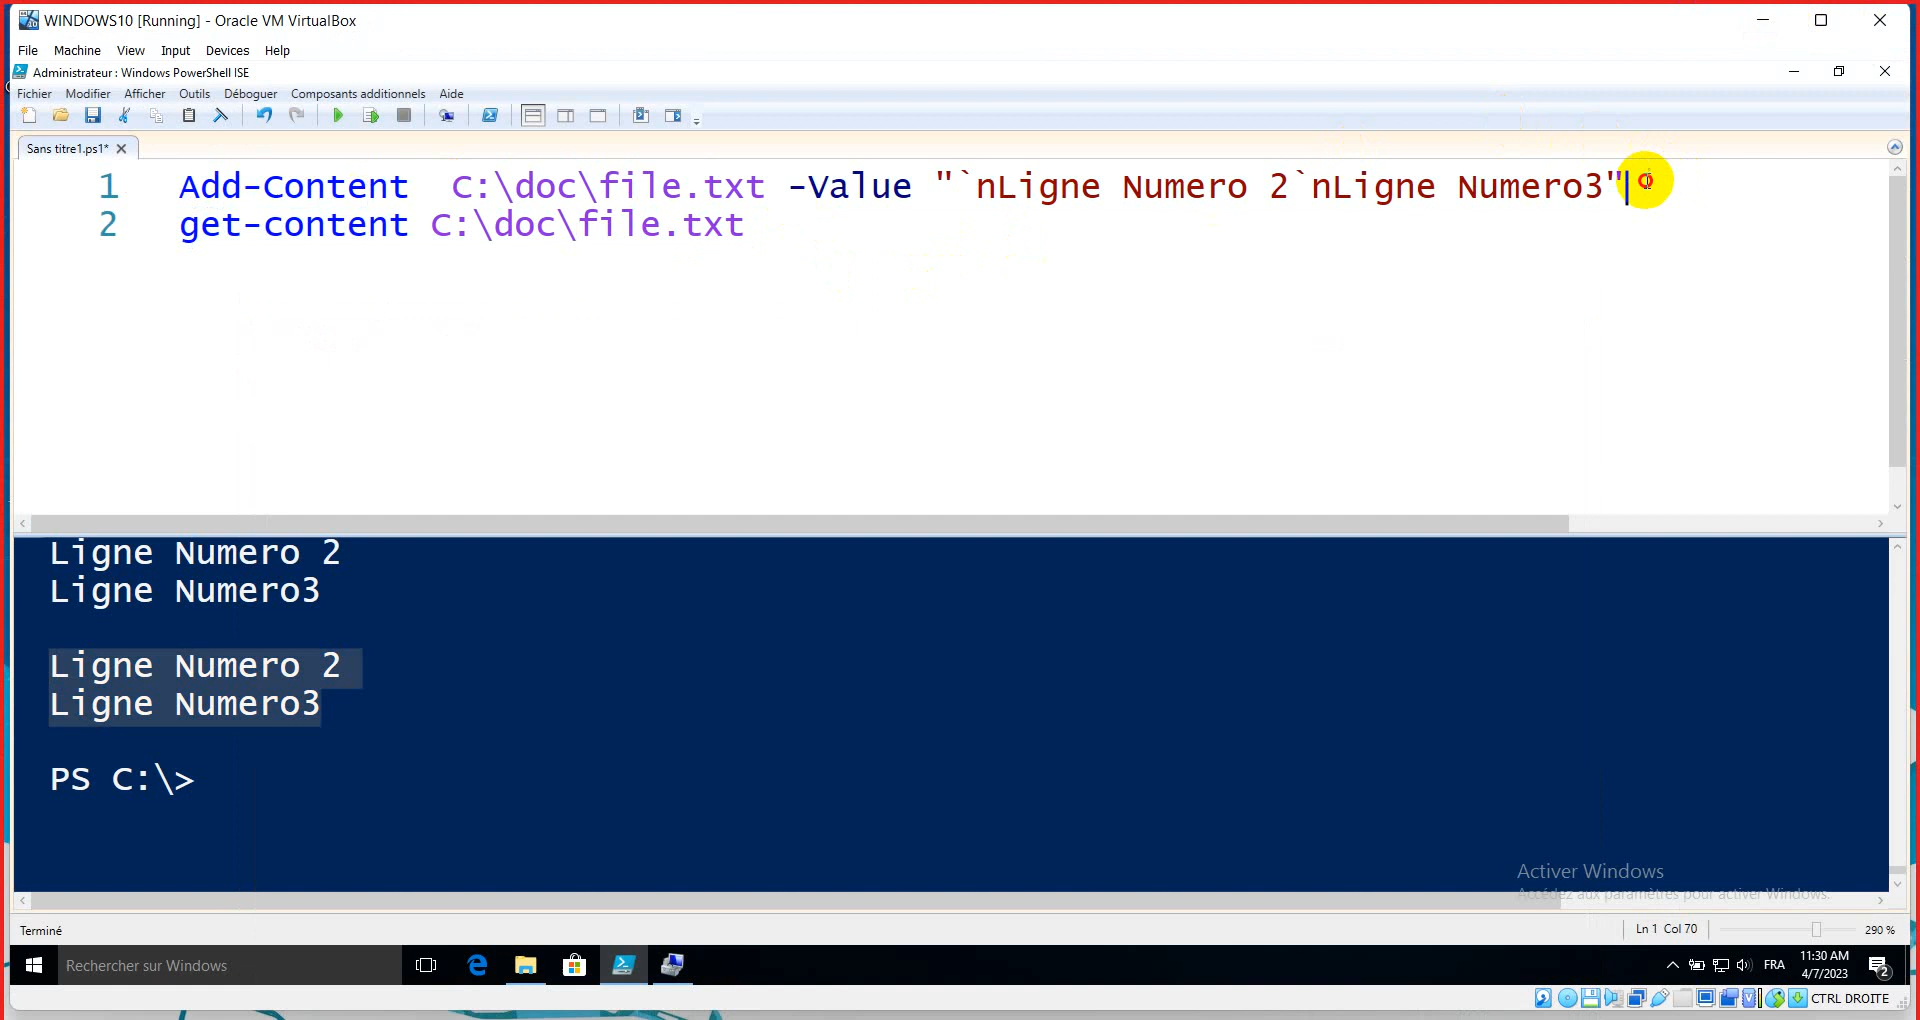 WINDOWS10 [Running] - Oracle VM VirtualBox
File Machine View Input Devices Help
Administrateur : Windows PowerShell ISE
Fichier Modifier Afficher Outils Déboguer Composants additionnels Aide
Sans titre1.ps1*
1 Add-Content  C:\doc\file.txt -Value "`nLigne Numero 2`nLigne Numero3"
2 get-content C:\doc\file.txt
Ligne Numero 2
Ligne Numero3
Ligne Numero 2
Ligne Numero3
PS C:\>
Activer Windows
Accédez aux paramètres pour activer Windows.
Terminé
Ln 1 Col 70
290 %
Rechercher sur Windows
FRA
11:30 AM
4/7/2023
2
CTRL DROITE